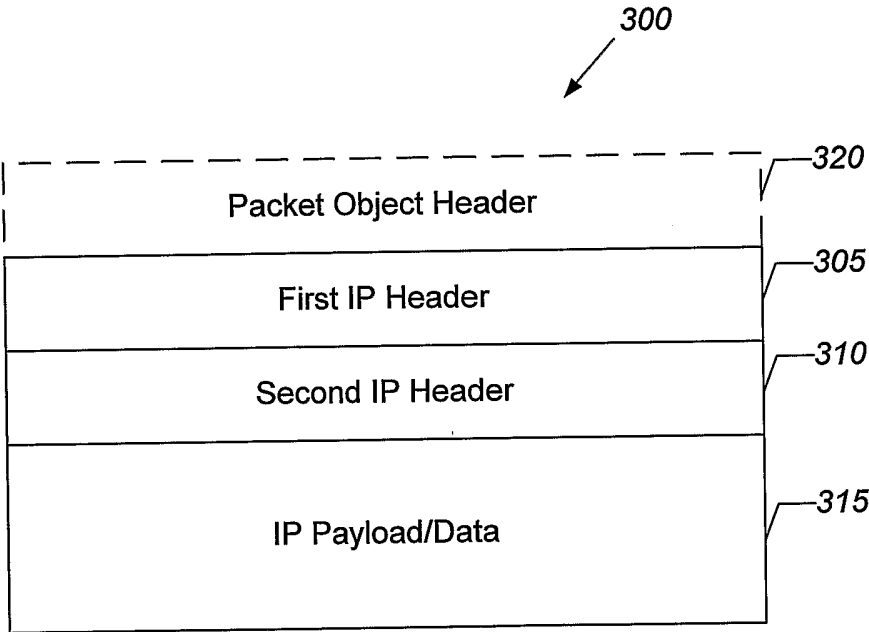 300
320
Packet Object Header
305
First IP Header
310
Second IP Header
315
IP Payload/Data